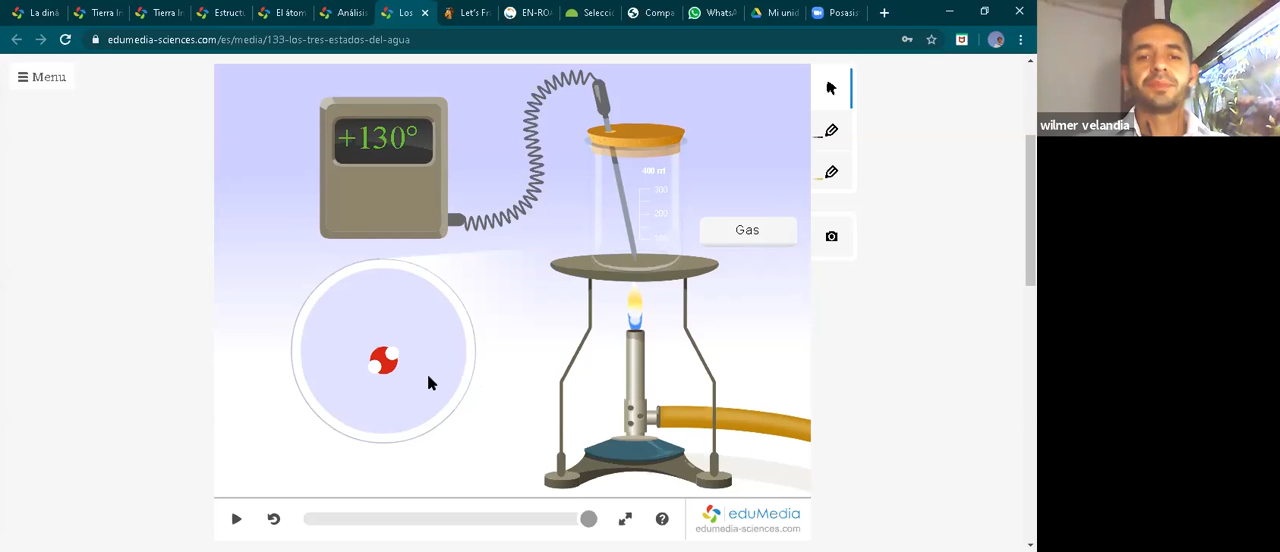 La diná
Tierra In
Tierra In
Estruct
El átom
Análisis
Los
Let's Fr
EN-RO
Selecció
Compa
WhatsA
Mi unid
Posasis
edumedia-sciences.com/es/media/133-los-tres-estados-del-agua
Menu
wilmer velandia
+130°
400 ml
300
200
100
Gas
eduMedia
edumedia-sciences.com